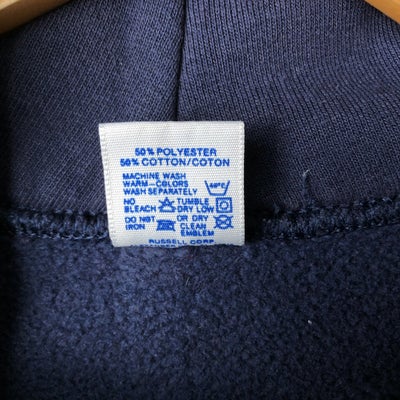 50% POLYESTER
50% COTTON/COTON
MACHINE WASH
WARM-COLORS
WASH SEPARATELY 40°C
NO BLEACH TUMBLE DRY LOW
DO NOT IRON OR DRY CLEAN EMBLEM
RUSSELL CORP.